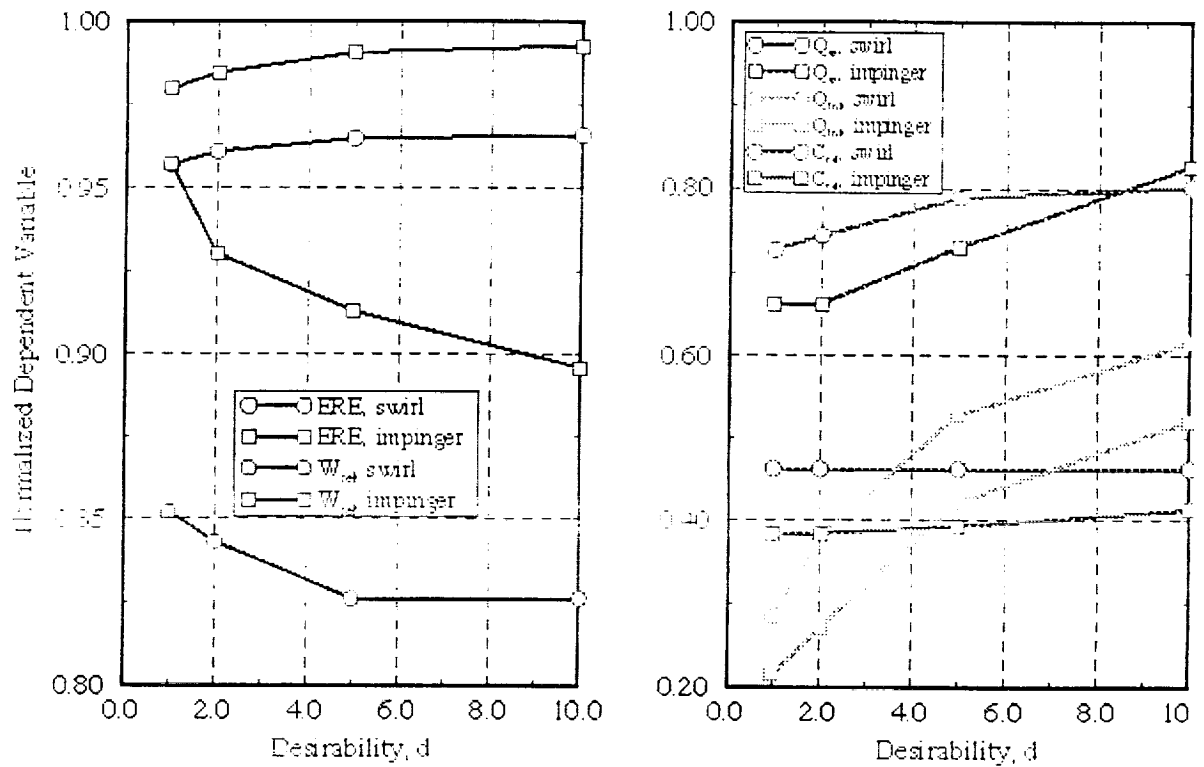 1.00
0.95
0.90
0.85
0.80
Dependent Variable
ERE, swirl
ERE, impinger
swirl
impinger
0.0 2.0 4.0 6.0 8.0 10.0
Desirability, d
1.00
0.80
0.60
0.40
0.20
swirl
impinger
swirl
impinger
swirl
impinger
0.0 2.0 4.0 6.0 8.0 10
Desirability, d